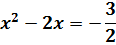 x² − 2x = −3/2